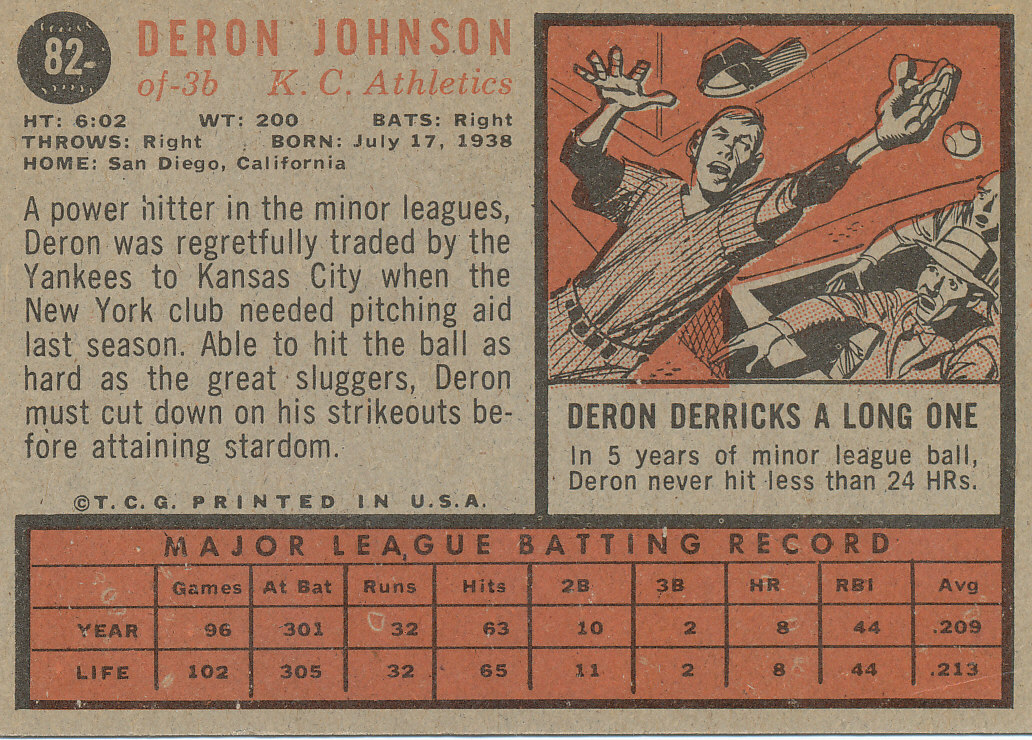 82
DERON JOHNSON
of-3b K. C. Athletics
HT: 6:02 WT: 200 BATS: Right
THROWS: Right BORN: July 17, 1938
HOME: San Diego, California
A power hitter in the minor leagues,
Deron was regretfully traded by the
Yankees to Kansas City when the
New York club needed pitching aid
last season. Able to hit the ball as
hard as the great sluggers, Deron
must cut down on his strikeouts be-
fore attaining stardom.
©T.C.G. PRINTED IN U.S.A.
DERON DERRICKS A LONG ONE
In 5 years of minor league ball,
Deron never hit less than 24 HRs.
MAJOR LEAGUE BATTING RECORD
Games At Bat Runs Hits 2B 3B HR RBI Avg
YEAR 96 301 32 63 10 2 8 44 .209
LIFE 102 305 32 65 11 2 8 44 .213